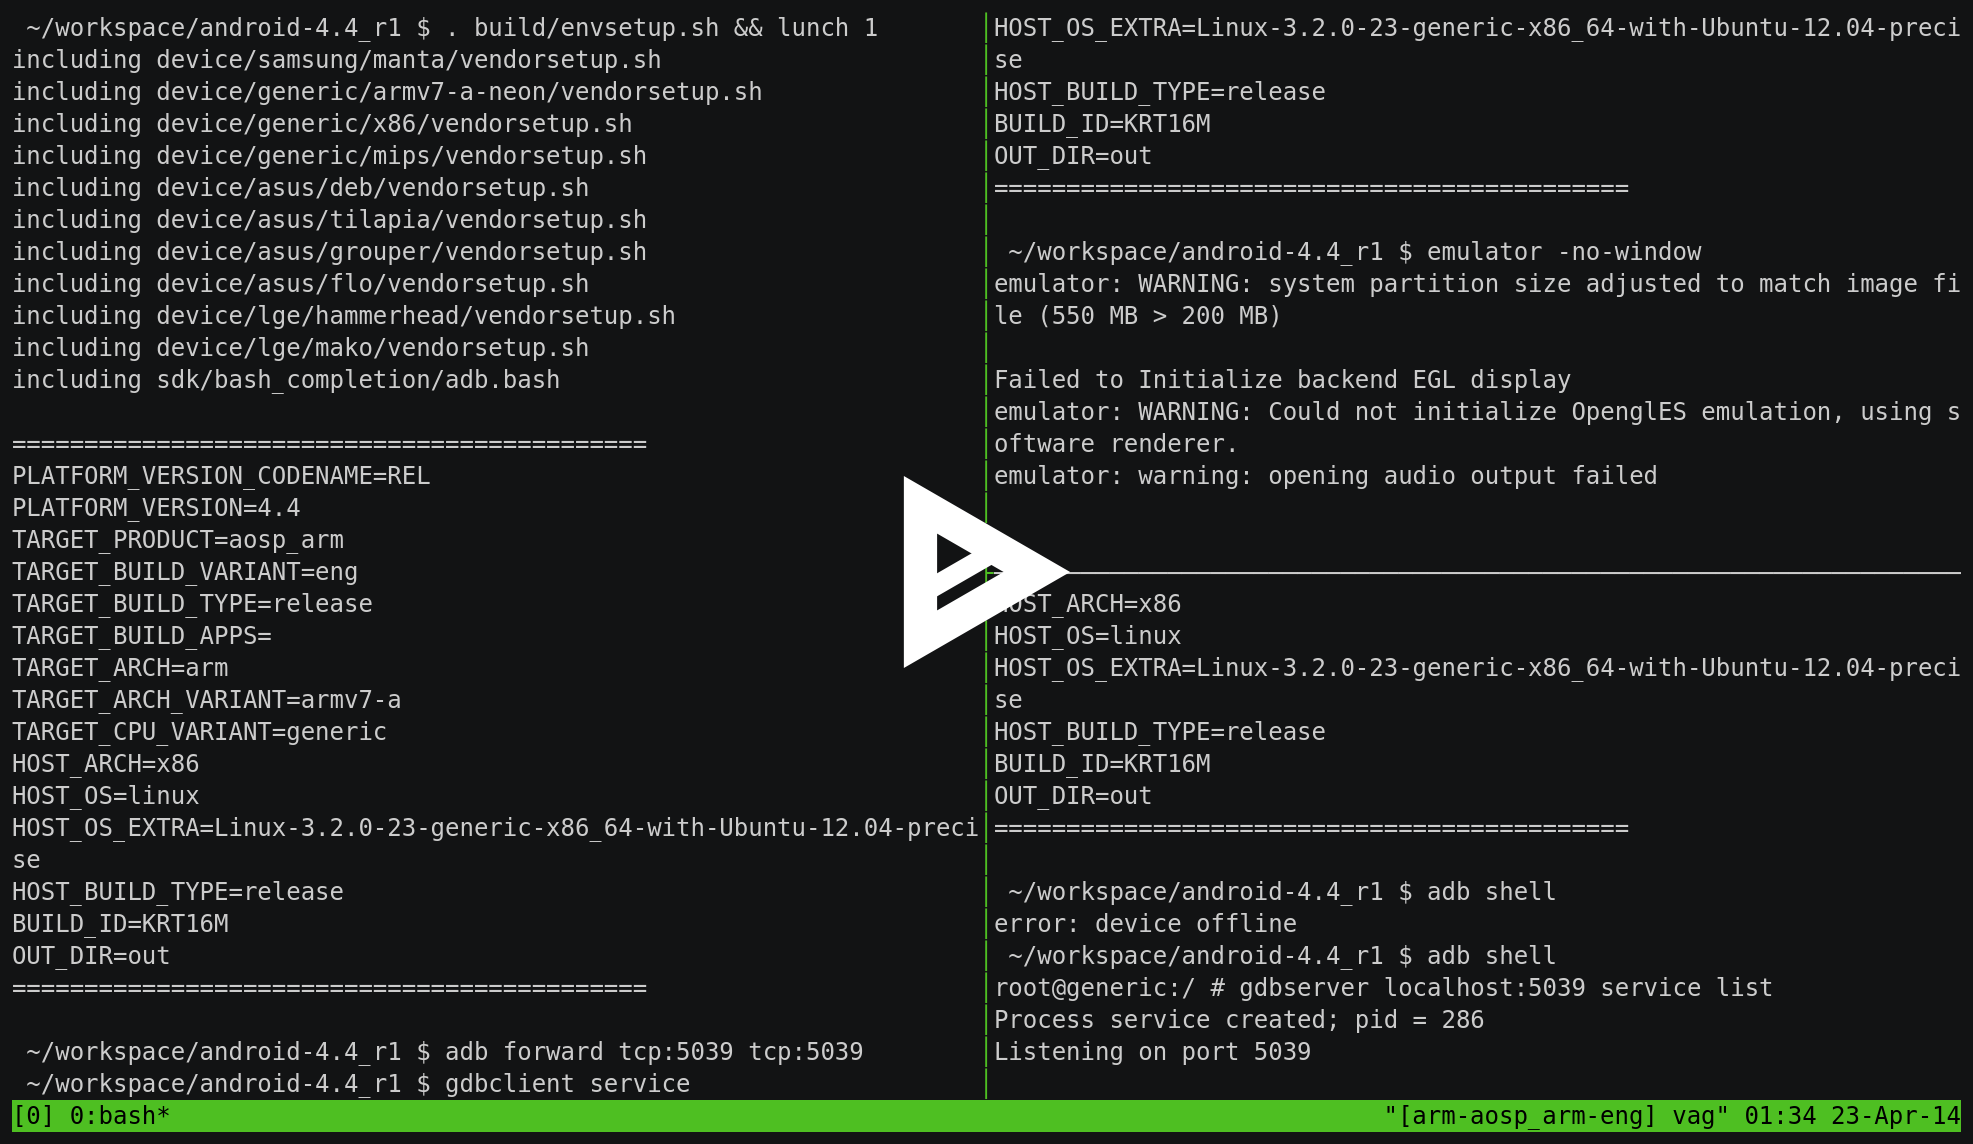 ~/workspace/android-4.4_r1 $ . build/envsetup.sh && lunch 1
including device/samsung/manta/vendorsetup.sh
including device/generic/armv7-a-neon/vendorsetup.sh
including device/generic/x86/vendorsetup.sh
including device/generic/mips/vendorsetup.sh
including device/asus/deb/vendorsetup.sh
including device/asus/tilapia/vendorsetup.sh
including device/asus/grouper/vendorsetup.sh
including device/asus/flo/vendorsetup.sh
including device/lge/hammerhead/vendorsetup.sh
including device/lge/mako/vendorsetup.sh
including sdk/bash_completion/adb.bash
============================================
PLATFORM_VERSION_CODENAME=REL
PLATFORM_VERSION=4.4
TARGET_PRODUCT=aosp_arm
TARGET_BUILD_VARIANT=eng
TARGET_BUILD_TYPE=release
TARGET_BUILD_APPS=
TARGET_ARCH=arm
TARGET_ARCH_VARIANT=armv7-a
TARGET_CPU_VARIANT=generic
HOST_ARCH=x86
HOST_OS=linux
HOST_OS_EXTRA=Linux-3.2.0-23-generic-x86_64-with-Ubuntu-12.04-preci
se
HOST_BUILD_TYPE=release
BUILD_ID=KRT16M
OUT_DIR=out
============================================
~/workspace/android-4.4_r1 $ adb forward tcp:5039 tcp:5039
~/workspace/android-4.4_r1 $ gdbclient service
HOST_OS_EXTRA=Linux-3.2.0-23-generic-x86_64-with-Ubuntu-12.04-preci
se
HOST_BUILD_TYPE=release
BUILD_ID=KRT16M
OUT_DIR=out
============================================
~/workspace/android-4.4_r1 $ emulator -no-window
emulator: WARNING: system partition size adjusted to match image fi
le (550 MB > 200 MB)
Failed to Initialize backend EGL display
emulator: WARNING: Could not initialize OpenglES emulation, using s
oftware renderer.
emulator: warning: opening audio output failed
HOST_ARCH=x86
HOST_OS=linux
HOST_OS_EXTRA=Linux-3.2.0-23-generic-x86_64-with-Ubuntu-12.04-preci
se
HOST_BUILD_TYPE=release
BUILD_ID=KRT16M
OUT_DIR=out
============================================
~/workspace/android-4.4_r1 $ adb shell
error: device offline
~/workspace/android-4.4_r1 $ adb shell
root@generic:/ # gdbserver localhost:5039 service list
Process service created; pid = 286
Listening on port 5039
[0] 0:bash* "[arm-aosp_arm-eng] vag" 01:34 23-Apr-14